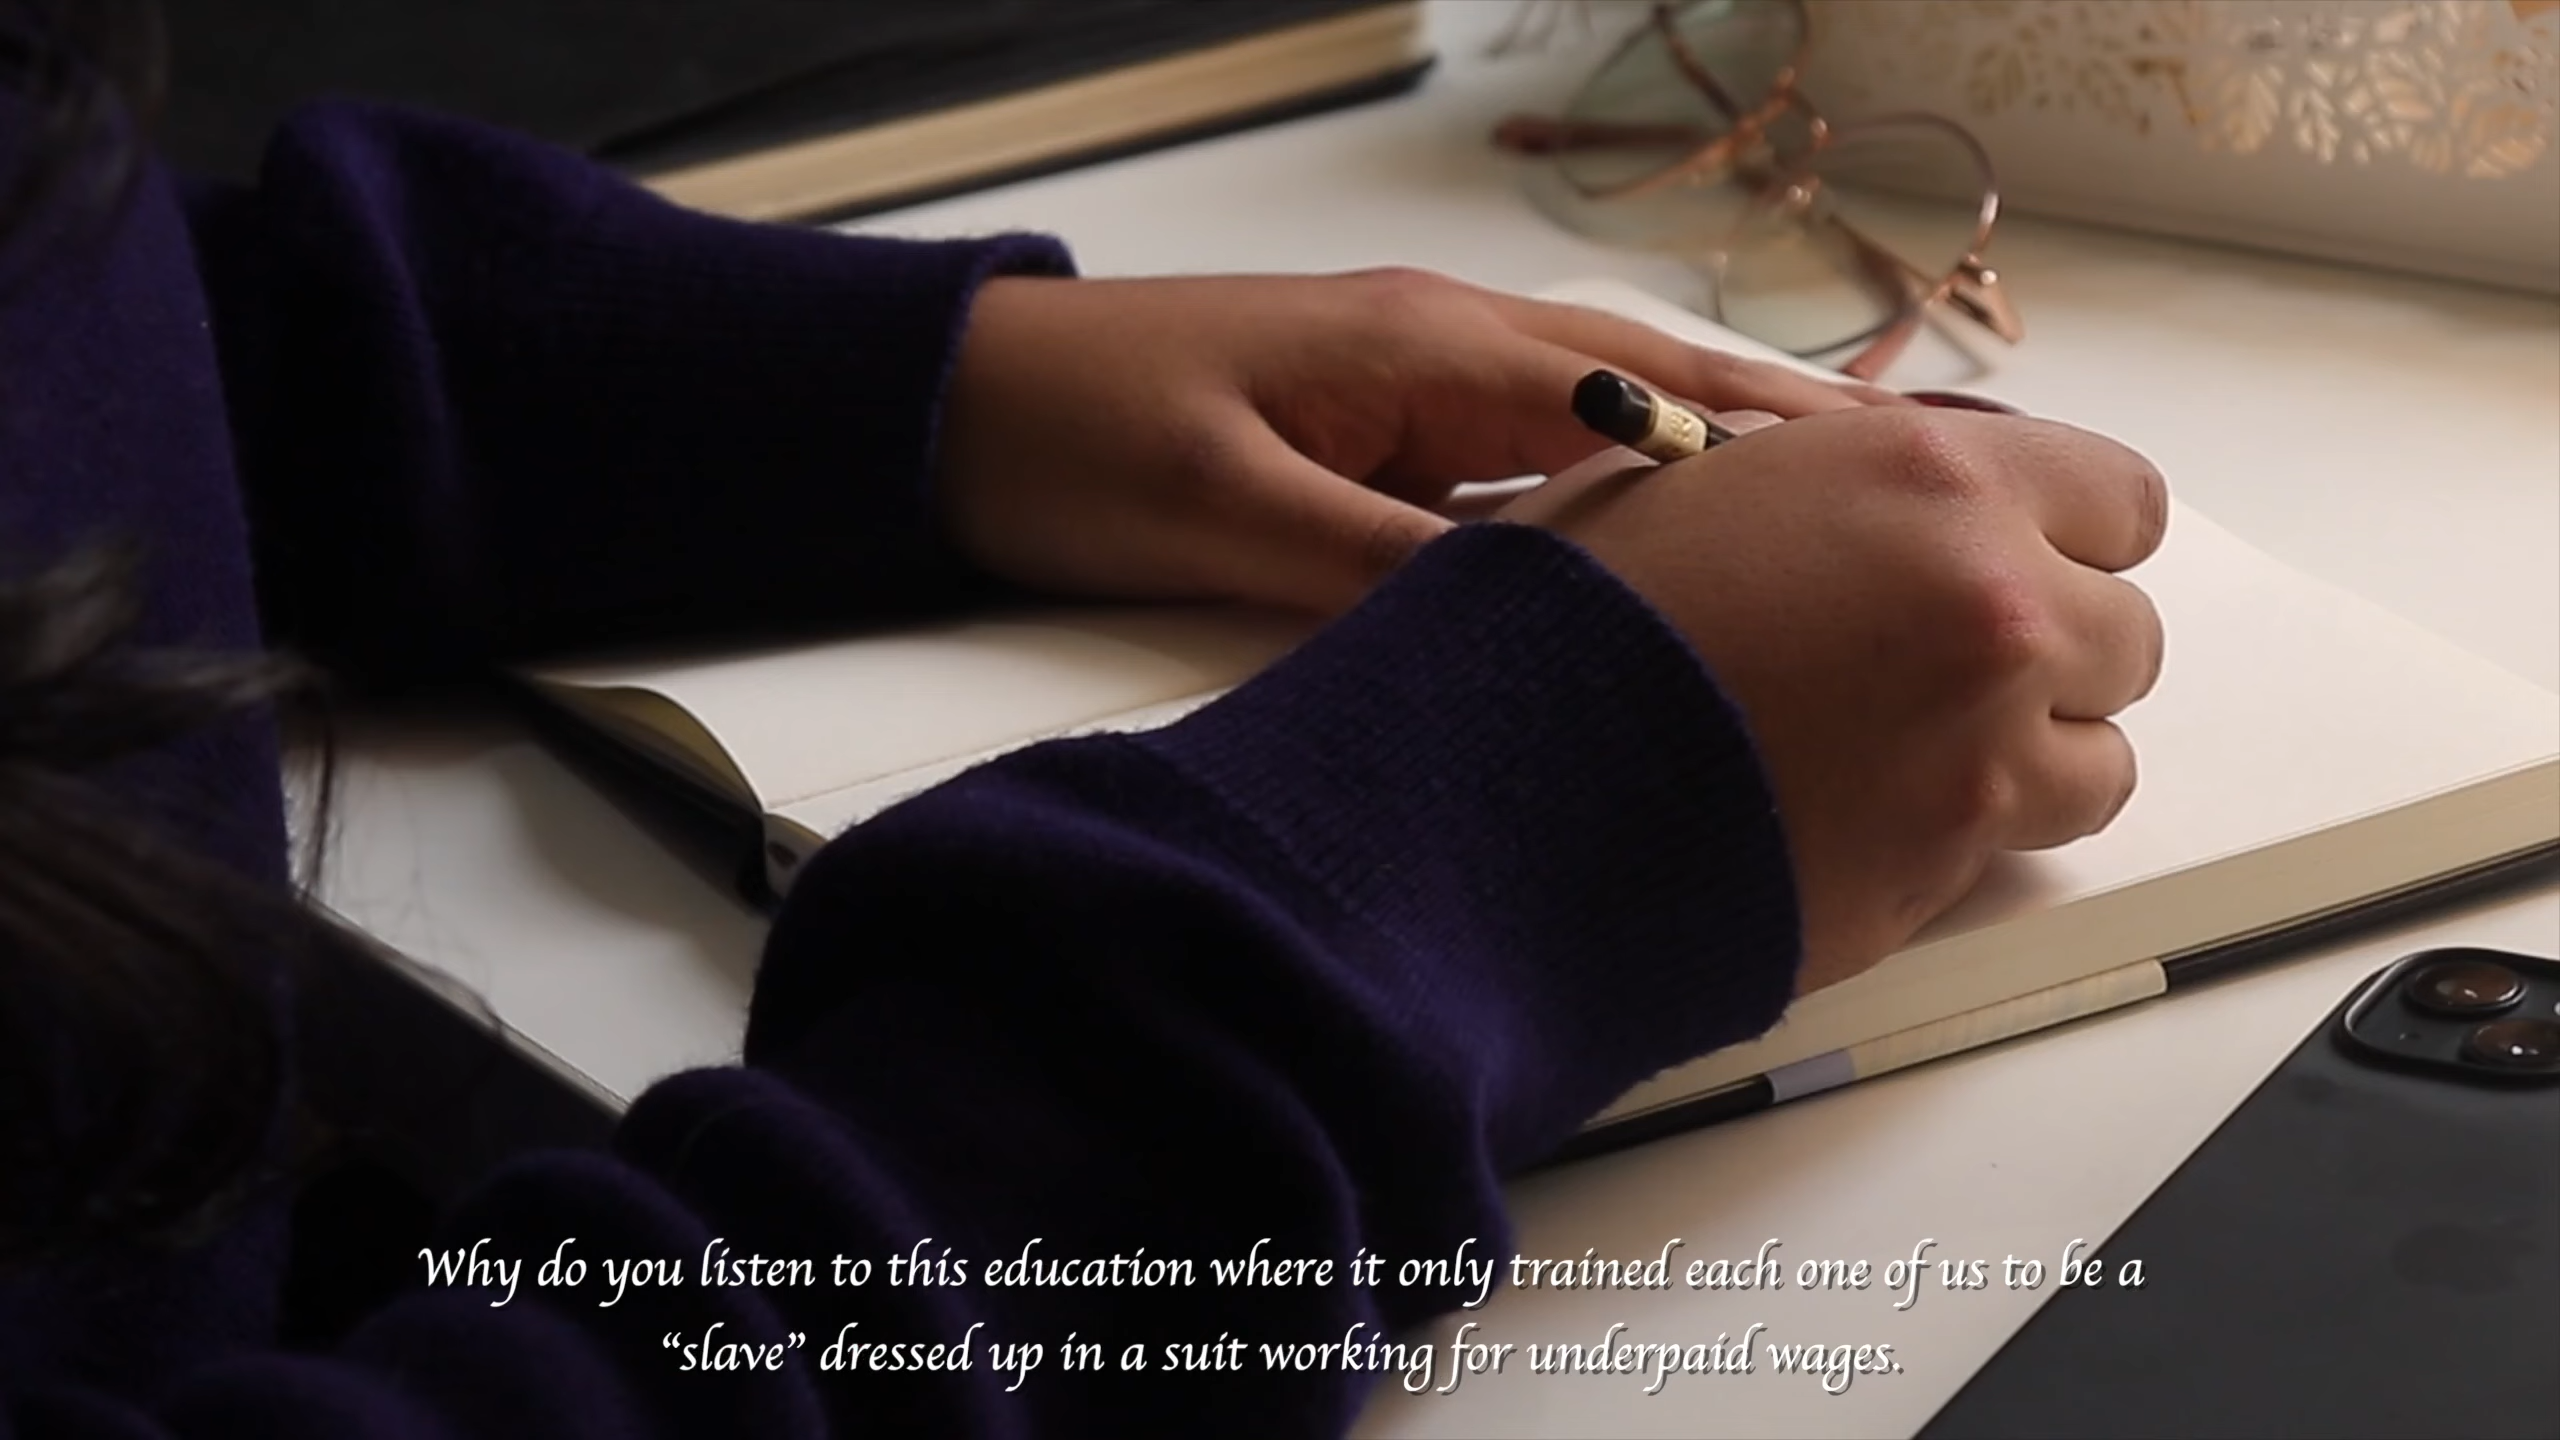 Why do you listen to this education where it only trained each one of us to be a
“slave” dressed up in a suit working for underpaid wages.